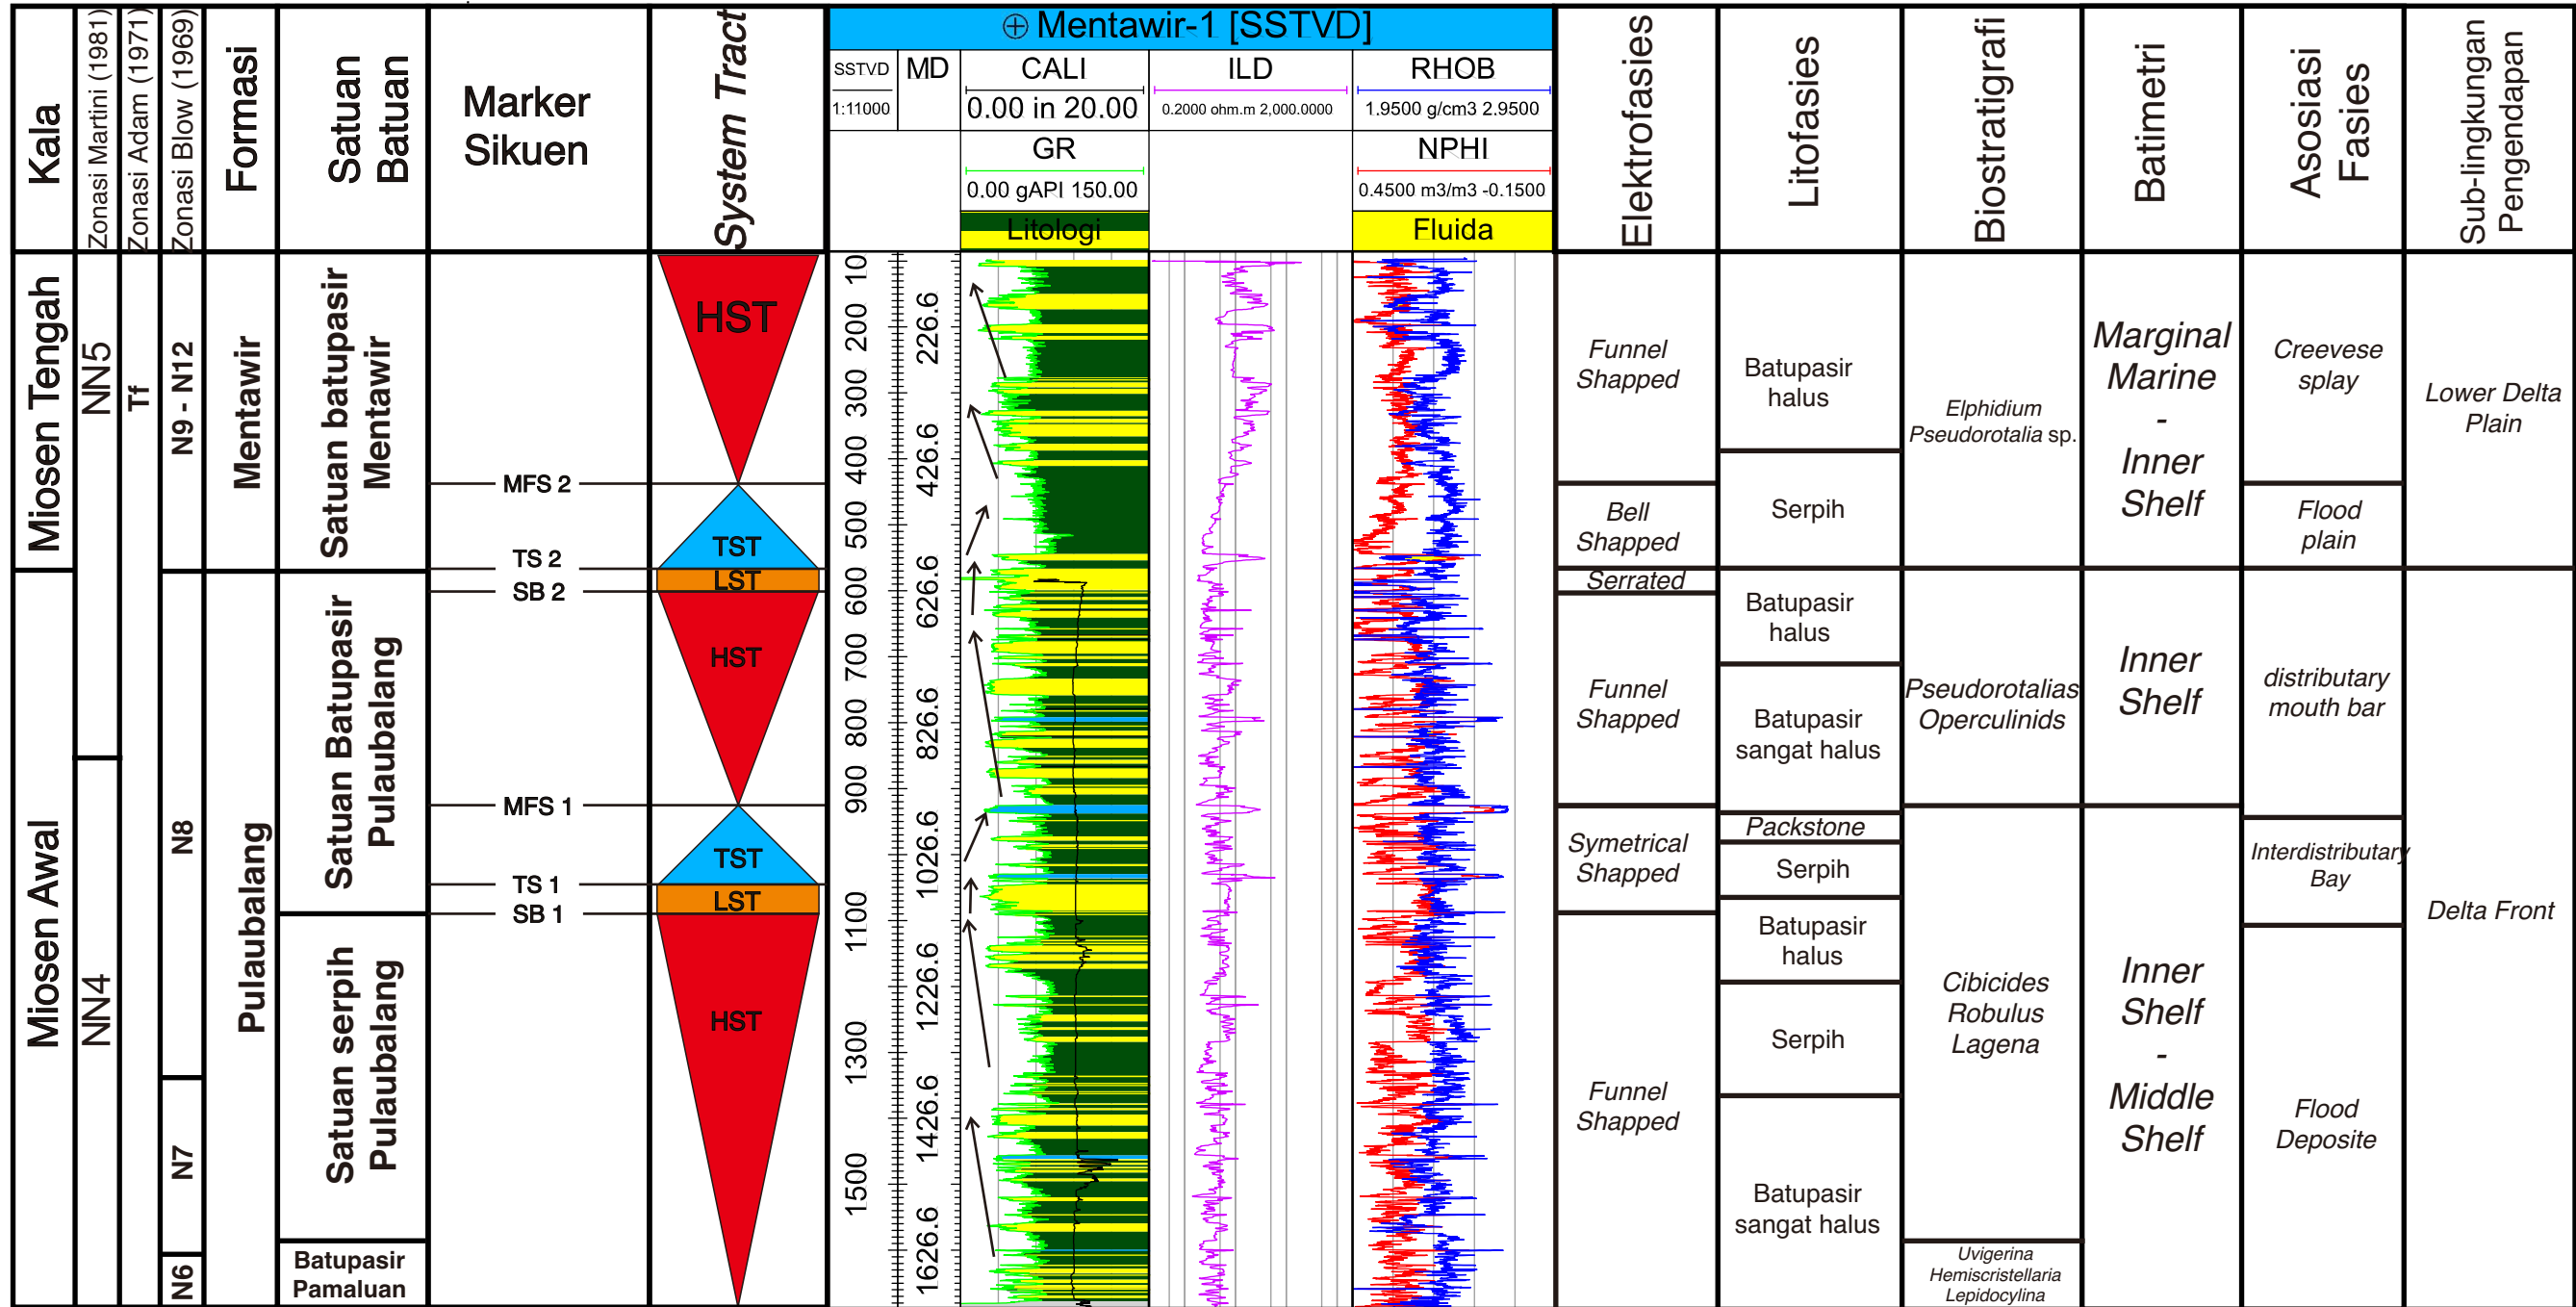 Kala
Zonasi Martini (1981)
Zonasi Adam (1971)
Zonasi Blow (1969)
Formasi
Satuan
Batuan
Marker
Sikuen
System Tract
Mentawir-1 [SSTVD]
SSTVD
1:11000
MD
CALI
0.00 in 20.00
GR
0.00 gAPI 150.00
Litologi
ILD
0.2000 ohm.m 2,000.0000
RHOB
1.9500 g/cm3 2.9500
NPHI
0.4500 m3/m3 -0.1500
Fluida
Elektrofasies
Litofasies
Biostratigrafi
Batimetri
Asosiasi
Fasies
Sub-lingkungan
Pengendapan
Miosen Tengah
Miosen Awal
NN5
NN4
Tf
N9 - N12
N8
N7
N6
Mentawir
Pulaubalang
Satuan batupasir
Mentawir
Satuan Batupasir
Pulaubalang
Satuan serpih
Pulaubalang
Batupasir
Pamaluan
MFS 2
TS 2
SB 2
MFS 1
TS 1
SB 1
HST
TST
LST
HST
TST
LST
HST
10
200
300
400
500
600
700
800
900
1100
1300
1500
226.6
426.6
626.6
826.6
1026.6
1226.6
1426.6
1626.6
Funnel
Shapped
Bell
Shapped
Serrated
Funnel
Shapped
Symetrical
Shapped
Funnel
Shapped
Batupasir
halus
Serpih
Batupasir
halus
Batupasir
sangat halus
Packstone
Serpih
Batupasir
halus
Serpih
Batupasir
sangat halus
Elphidium
Pseudorotalia sp.
Pseudorotalias
Operculinids
Cibicides
Robulus
Lagena
Uvigerina
Hemiscristellaria
Lepidocylina
Marginal
Marine
-
Inner
Shelf
Inner
Shelf
Inner
Shelf
-
Middle
Shelf
Creevese
splay
Flood
plain
distributary
mouth bar
Interdistributary
Bay
Flood
Deposite
Lower Delta
Plain
Delta Front